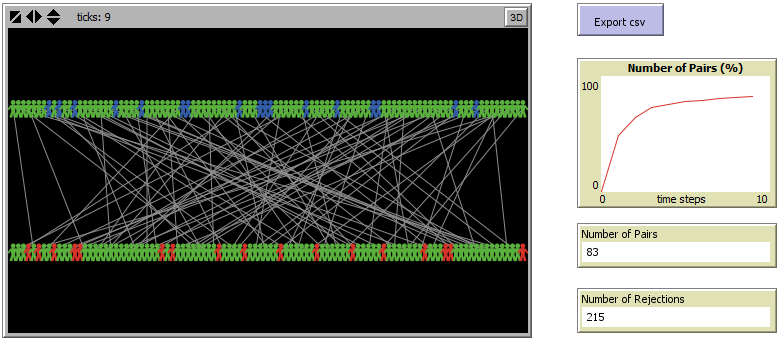 ticks: 9
3D
Export csv
Number of Pairs (%)
100
0
0
time steps
10
Number of Pairs
83
Number of Rejections
215